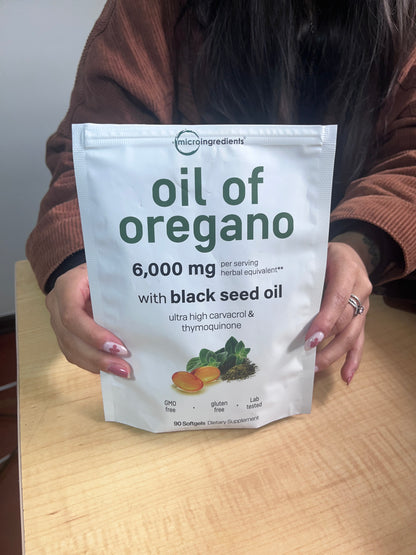 microingredients
oil of
oregano
6,000 mg per serving
herbal equivalent**
with black seed oil
ultra high carvacrol &
thymoquinone
GMO
free
· gluten
free
· Lab
tested
90 Softgels Dietary Supplement